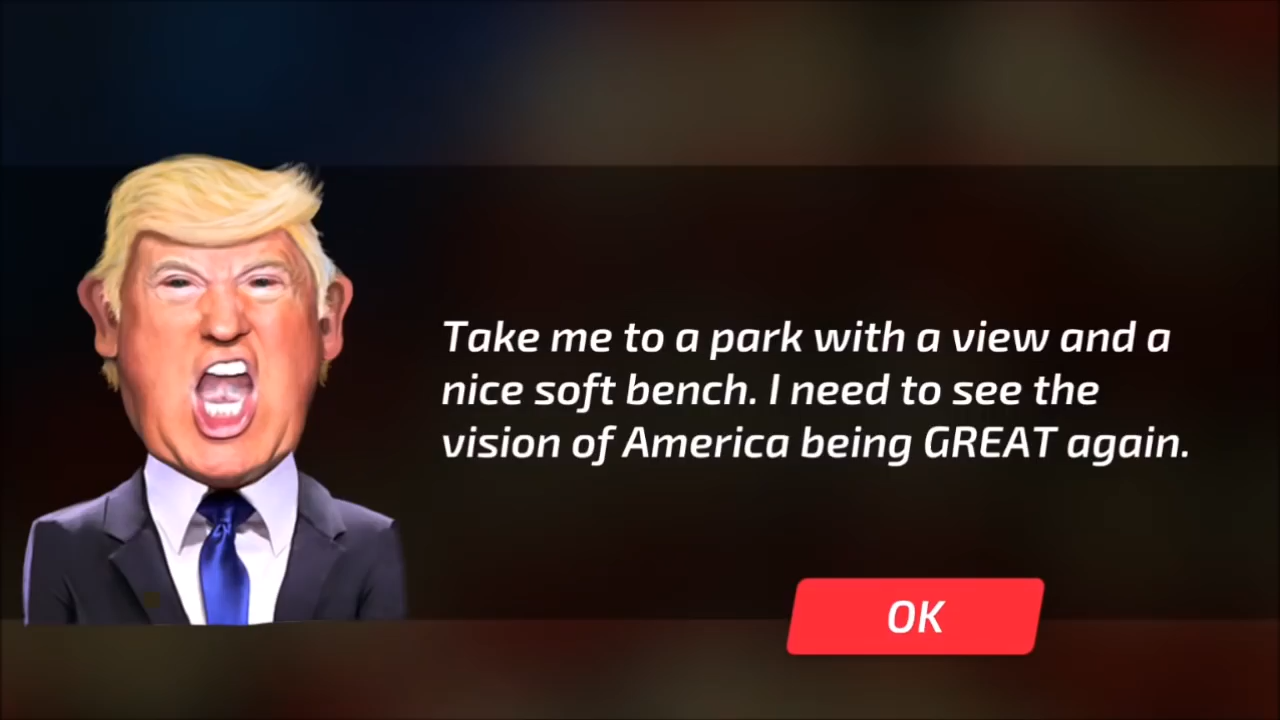 Take me to a park with a view and a
nice soft bench. I need to see the
vision of America being GREAT again.
OK